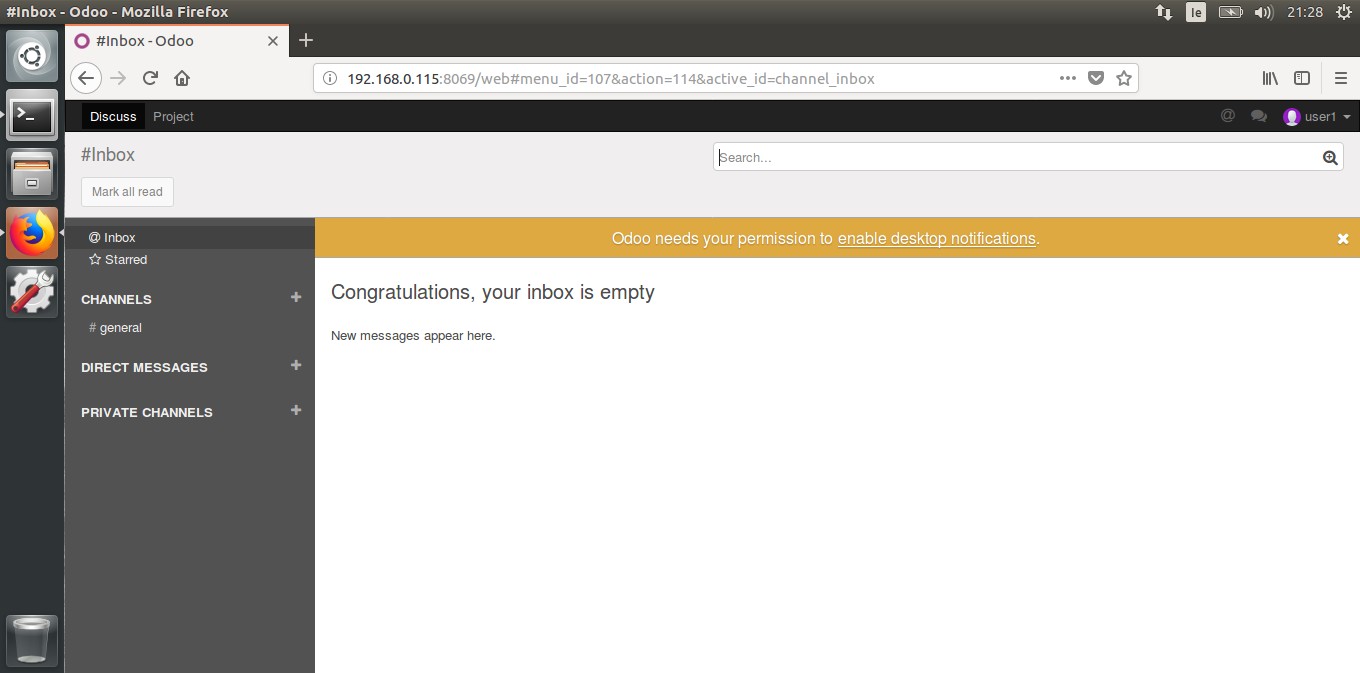 #Inbox - Odoo - Mozilla Firefox
Ie
21:28
#Inbox - Odoo
192.168.0.115:8069/web#menu_id=107&action=114&active_id=channel_inbox
Discuss Project
@ user1
#Inbox
Search...
Mark all read
@ Inbox
Starred
CHANNELS
# general
DIRECT MESSAGES
PRIVATE CHANNELS
Odoo needs your permission to enable desktop notifications.
Congratulations, your inbox is empty
New messages appear here.